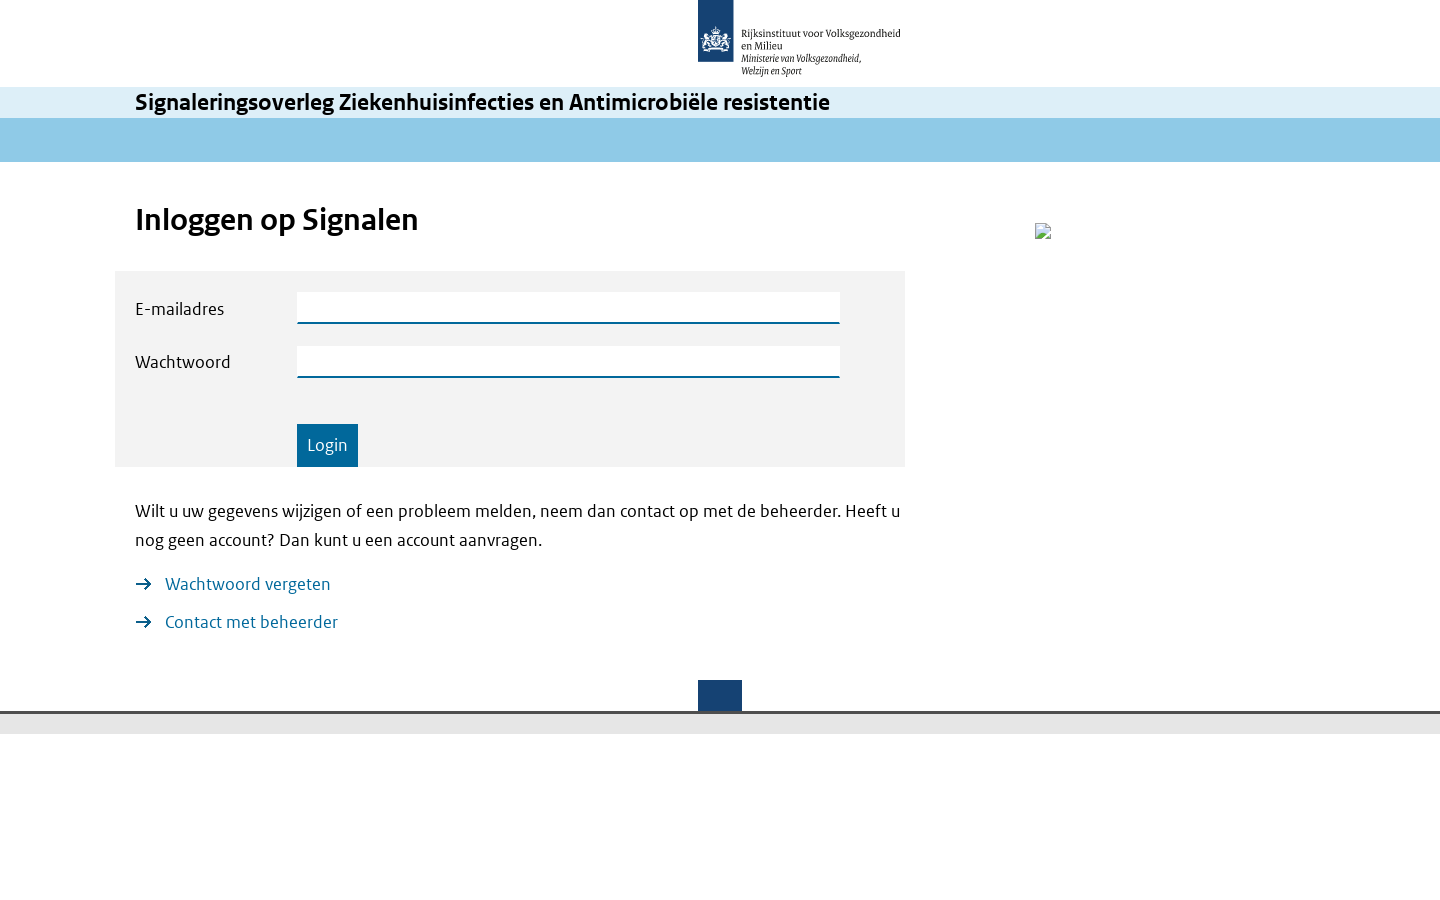 Rijksinstituut voor Volksgezondheid
en Milieu
Ministerie van Volksgezondheid,
Welzijn en Sport
Signaleringsoverleg Ziekenhuisinfecties en Antimicrobiële resistentie
Inloggen op Signalen
E-mailadres
Wachtwoord
Login
Wilt u uw gegevens wijzigen of een probleem melden, neem dan contact op met de beheerder. Heeft u
nog geen account? Dan kunt u een account aanvragen.
Wachtwoord vergeten
Contact met beheerder